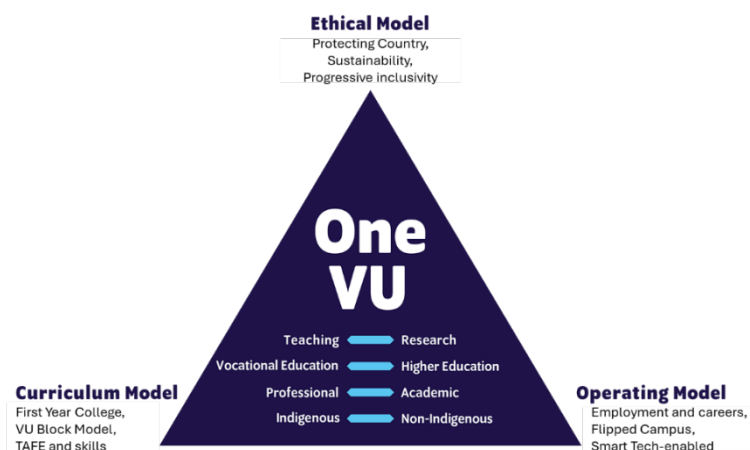 Ethical Model
Protecting Country,
Sustainability,
Progressive inclusivity
One
VU
Teaching Research
Vocational Education Higher Education
Professional Academic
Indigenous Non-Indigenous
Curriculum Model
First Year College,
VU Block Model,
TAFE and skills
Operating Model
Employment and careers,
Flipped Campus,
Smart Tech-enabled